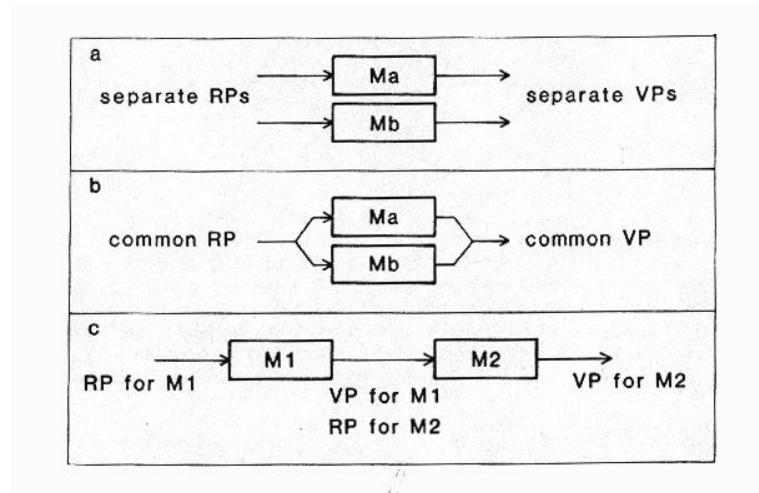 a
Ma
separate RPs
separate VPs
Mb
b
Ma
common RP
common VP
Mb
c
M1
M2
RP for M1
VP for M1
VP for M2
RP for M2